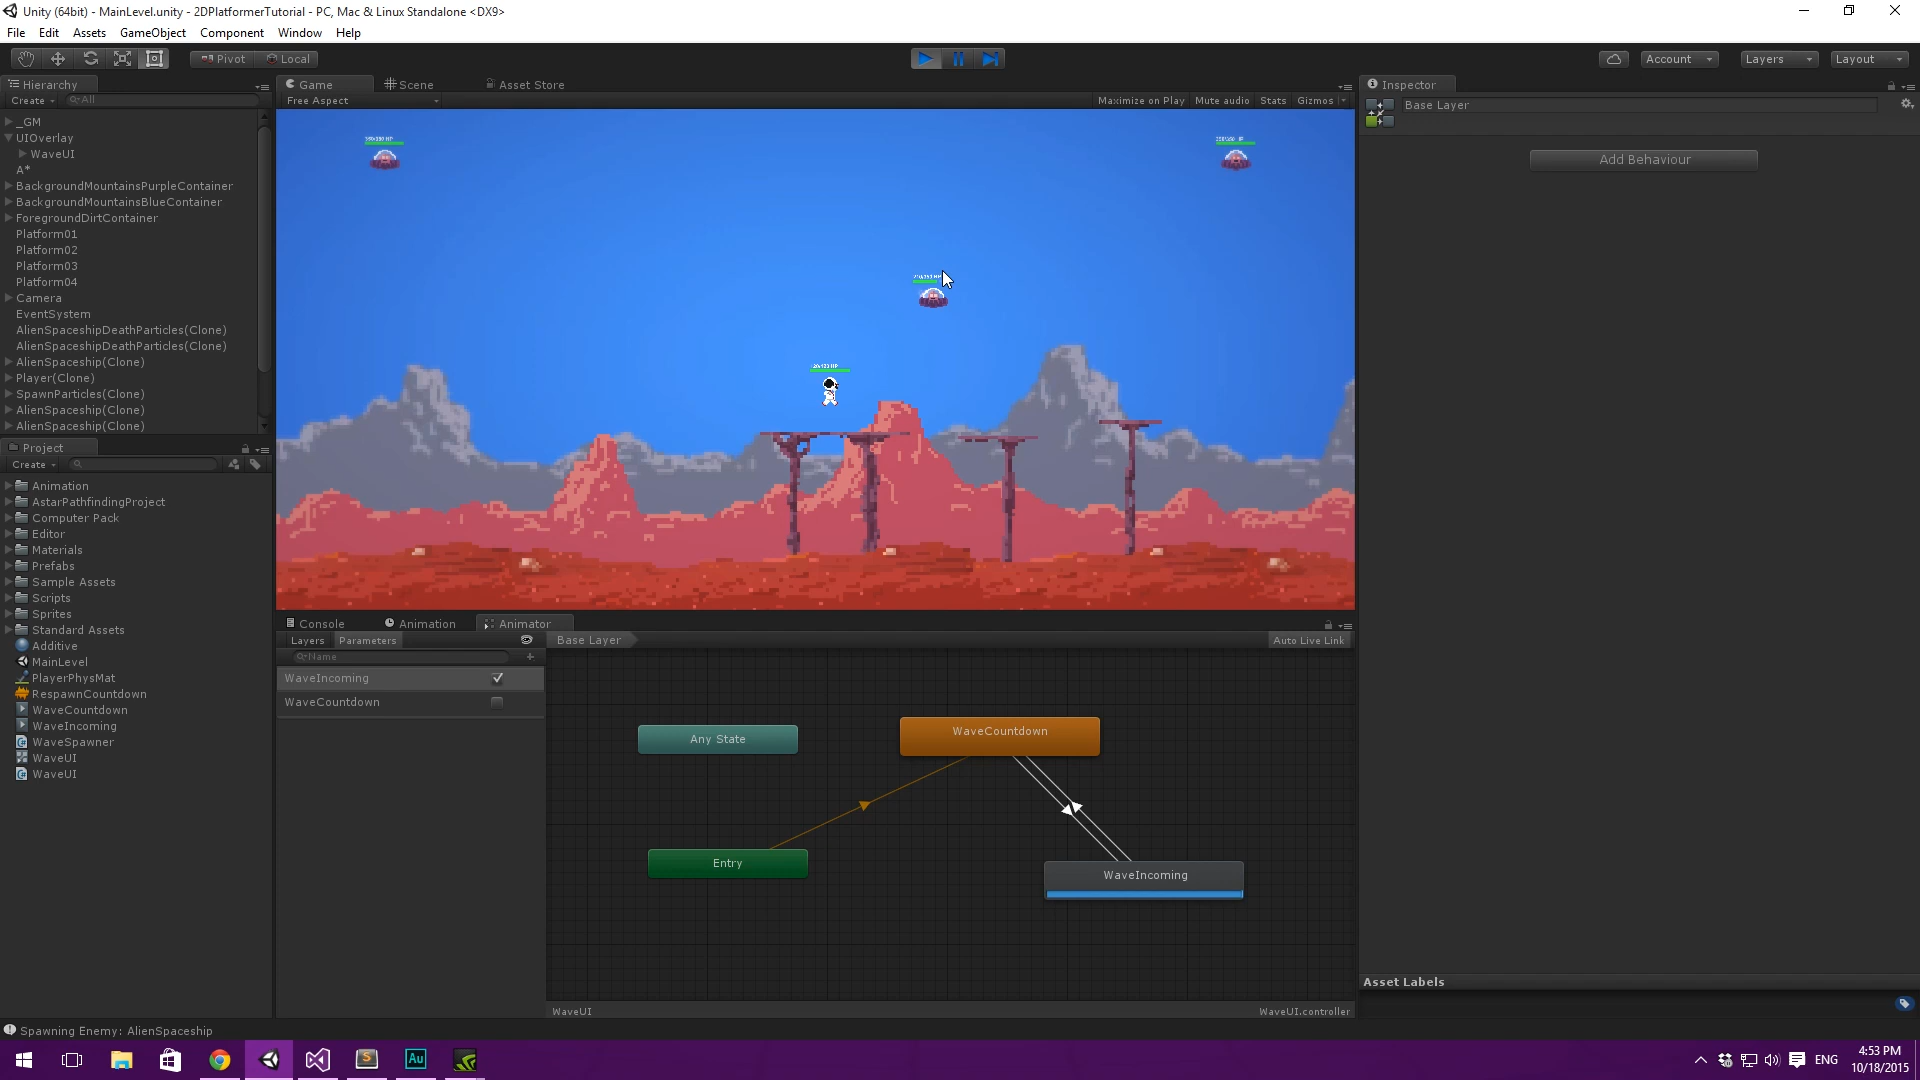 Unity (64bit) - MainLevel.unity - 2DPlatformerTutorial - PC, Mac & Linux Standalone <DX9>
File Edit Assets GameObject Component Window Help
Pivot Local Account Layers Layout
Hierarchy
Create All
_GM
UIOverlay
WaveUI
A*
BackgroundMountainsPurpleContainer
BackgroundMountainsBlueContainer
ForegroundDirtContainer
Platform01
Platform02
Platform03
Platform04
Camera
EventSystem
AlienSpaceshipDeathParticles(Clone)
AlienSpaceshipDeathParticles(Clone)
AlienSpaceship(Clone)
Player(Clone)
SpawnParticles(Clone)
AlienSpaceship(Clone)
AlienSpaceship(Clone)
Project
Create
Animation
AstarPathfindingProject
Computer Pack
Editor
Materials
Prefabs
Sample Assets
Scripts
Sprites
Standard Assets
Additive
MainLevel
PlayerPhysMat
RespawnCountdown
WaveCountdown
WaveIncoming
WaveSpawner
WaveUI
WaveUI
Game Scene Asset Store
Free Aspect Maximize on Play Mute audio Stats Gizmos
Console Animation Animator
Layers Parameters Base Layer Auto Live Link
Name
WaveIncoming
WaveCountdown
Any State
WaveCountdown
Entry
WaveIncoming
WaveUI WaveUI.controller
Inspector
Base Layer
Add Behaviour
Asset Labels
Spawning Enemy: AlienSpaceship
Au
S
ENG
4:53 PM
10/18/2015